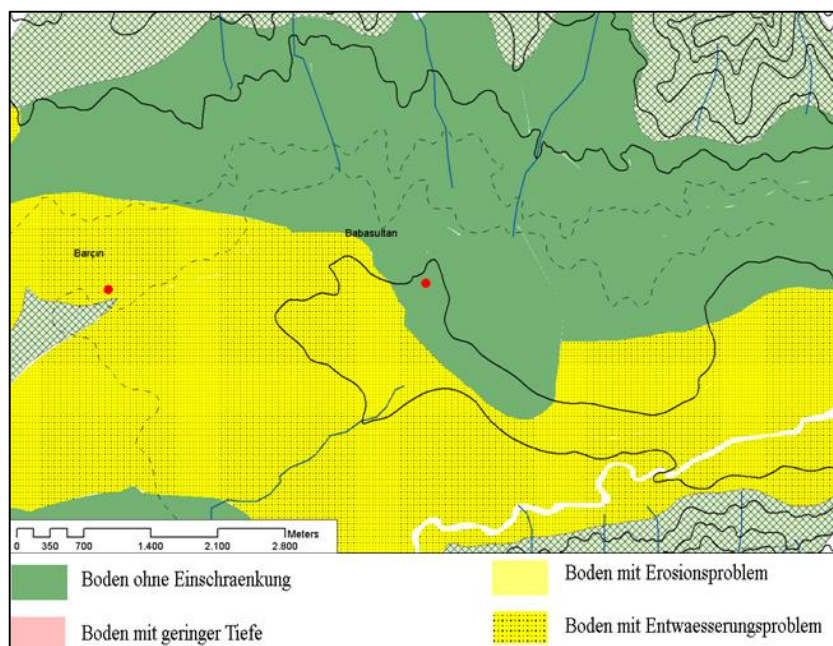 Babasultan
Barçın
Meters
0 350 700 1.400 2.100 2.800
Boden ohne Einschraenkung
Boden mit Erosionsproblem
Boden mit geringer Tiefe
Boden mit Entwaesserungsproblem